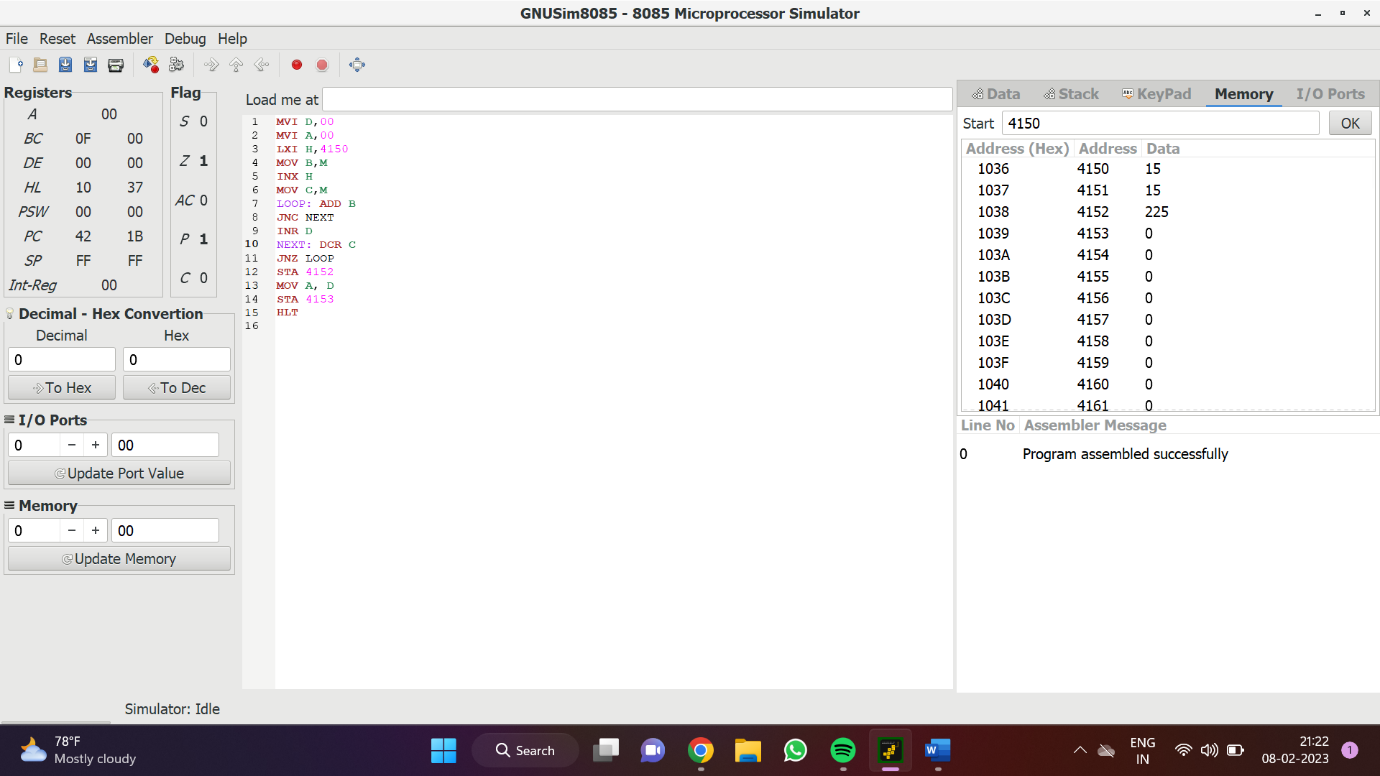 GNUSim8085 - 8085 Microprocessor Simulator
File Reset Assembler Debug Help
Registers
A 00
BC 0F 00
DE 00 00
HL 10 37
PSW 00 00
PC 42 1B
SP FF FF
Int-Reg 00
Flag
S 0
Z 1
AC 0
P 1
C 0
Decimal - Hex Convertion
Decimal Hex
0 0
To Hex To Dec
I/O Ports
0 - + 00
Update Port Value
Memory
0 - + 00
Update Memory
Load me at
1 MVI D,00
2 MVI A,00
3 LXI H,4150
4 MOV B,M
5 INX H
6 MOV C,M
7 LOOP: ADD B
8 JNC NEXT
9 INR D
10 NEXT: DCR C
11 JNZ LOOP
12 STA 4152
13 MOV A, D
14 STA 4153
15 HLT
16
Data Stack KeyPad Memory I/O Ports
Start 4150 OK
Address (Hex) Address Data
1036 4150 15
1037 4151 15
1038 4152 225
1039 4153 0
103A 4154 0
103B 4155 0
103C 4156 0
103D 4157 0
103E 4158 0
103F 4159 0
1040 4160 0
1041 4161 0
Line No Assembler Message
0 Program assembled successfully
Simulator: Idle
78°F
Mostly cloudy
Search
ENG
IN
21:22
08-02-2023
1